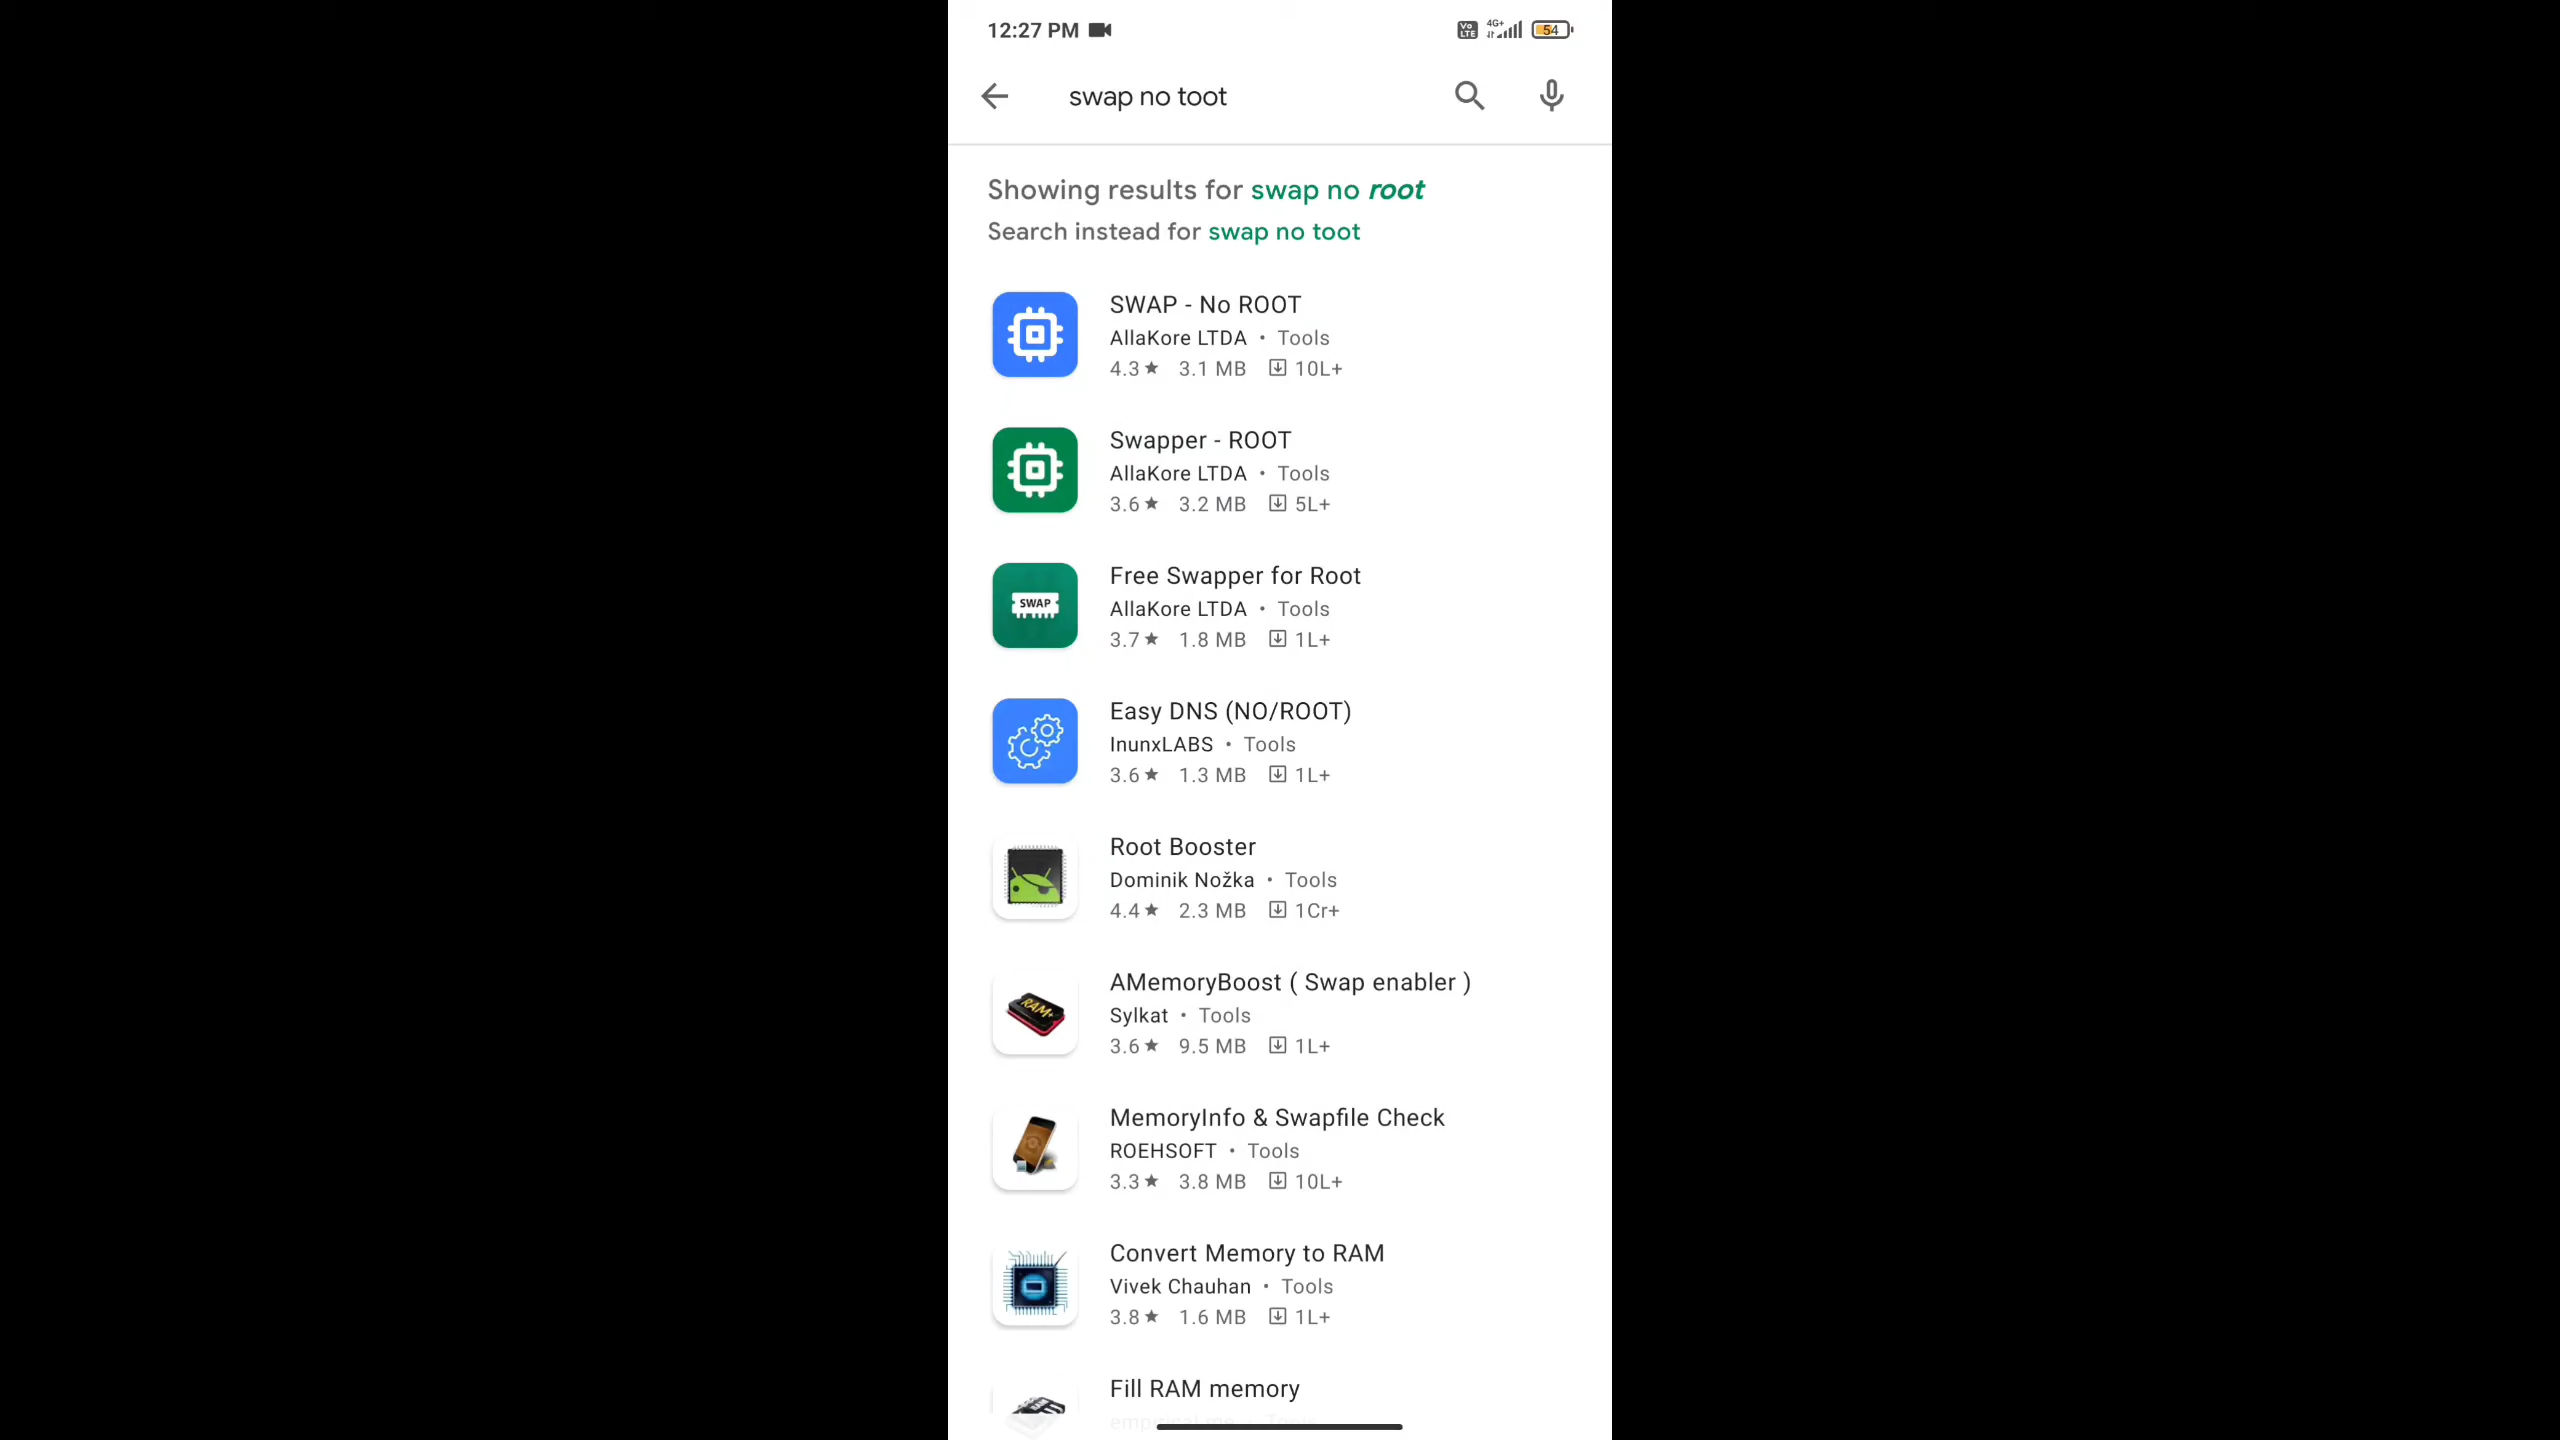 12:27 PM
Vo LTE 4G+ 54
swap no toot
Showing results for swap no root
Search instead for swap no toot
SWAP - No ROOT
AllaKore LTDA • Tools
4.3★ 3.1 MB 10L+
Swapper - ROOT
AllaKore LTDA • Tools
3.6★ 3.2 MB 5L+
SWAP
Free Swapper for Root
AllaKore LTDA • Tools
3.7★ 1.8 MB 1L+
Easy DNS (NO/ROOT)
InunxLABS • Tools
3.6★ 1.3 MB 1L+
Root Booster
Dominik Nožka • Tools
4.4★ 2.3 MB 1Cr+
RAM+
AMemoryBoost ( Swap enabler )
Sylkat • Tools
3.6★ 9.5 MB 1L+
MemoryInfo & Swapfile Check
ROEHSOFT • Tools
3.3★ 3.8 MB 10L+
Convert Memory to RAM
Vivek Chauhan • Tools
3.8★ 1.6 MB 1L+
Fill RAM memory